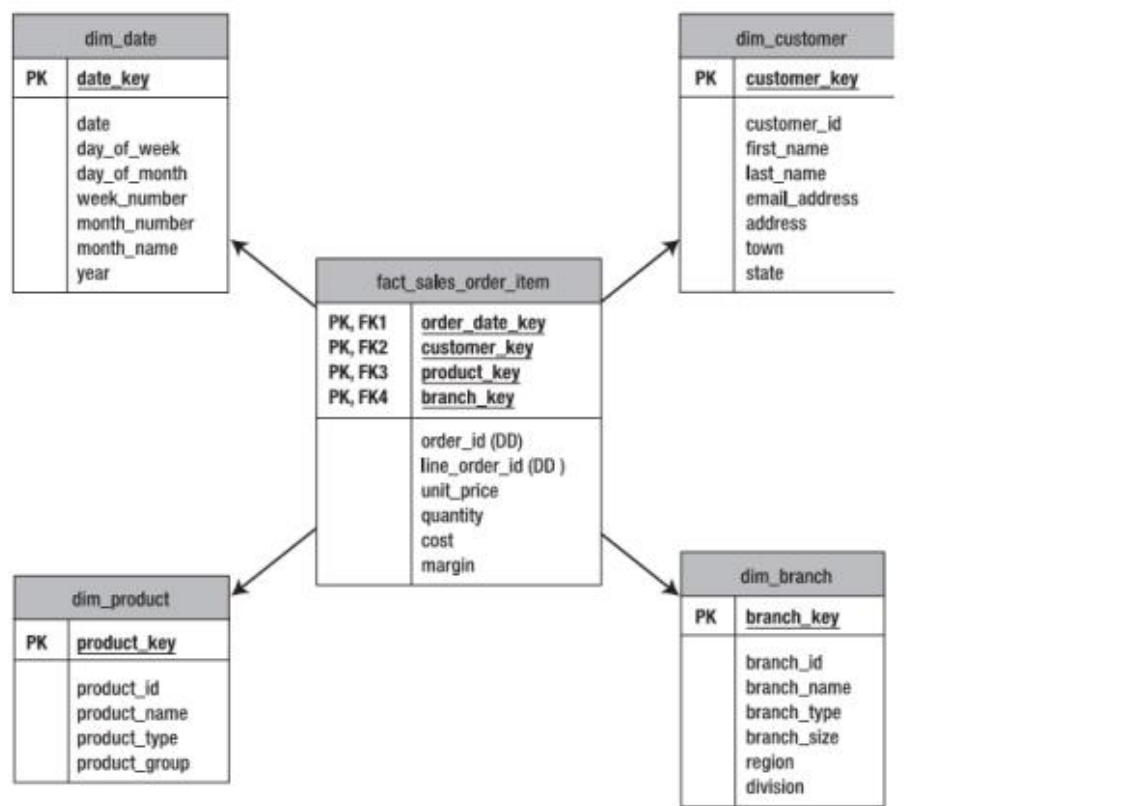 dim_date
PK date_key
date
day_of_week
day_of_month
week_number
month_number
month_name
year
dim_customer
PK customer_key
customer_id
first_name
last_name
email_address
address
town
state
fact_sales_order_item
PK, FK1 order_date_key
PK, FK2 customer_key
PK, FK3 product_key
PK, FK4 branch_key
order_id (DD)
line_order_id (DD )
unit_price
quantity
cost
margin
dim_product
PK product_key
product_id
product_name
product_type
product_group
dim_branch
PK branch_key
branch_id
branch_name
branch_type
branch_size
region
division